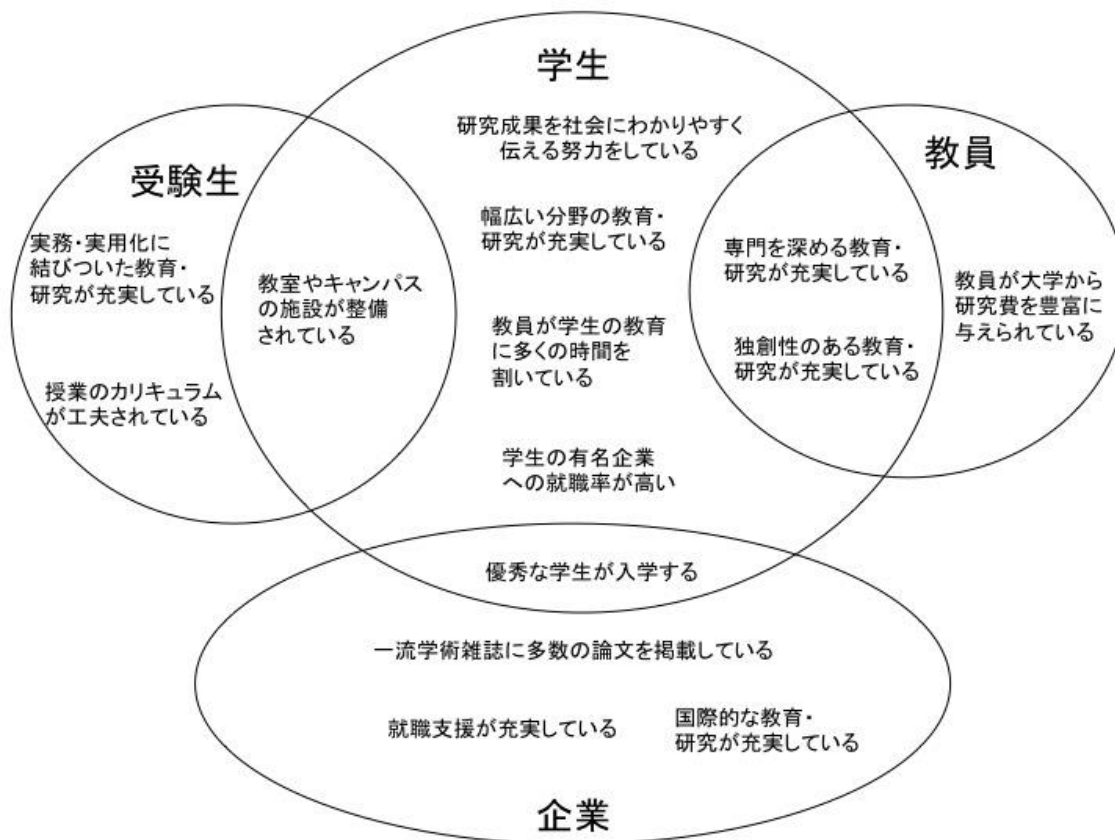 学生
研究成果を社会にわかりやすく
伝える努力をしている
教員
受験生
幅広い分野の教育・
研究が充実している
実務・実用化に
結びついた教育・
研究が充実している
専門を深める教育・
研究が充実している
教室やキャンパス
の施設が整備
されている
教員が大学から
研究費を豊富に
与えられている
教員が学生の教育
に多くの時間を
割いている
独創性のある教育・
研究が充実している
授業のカリキュラム
が工夫されている
学生の有名企業
への就職率が高い
優秀な学生が入学する
一流学術雑誌に多数の論文を掲載している
就職支援が充実している
国際的な教育・
研究が充実している
企業